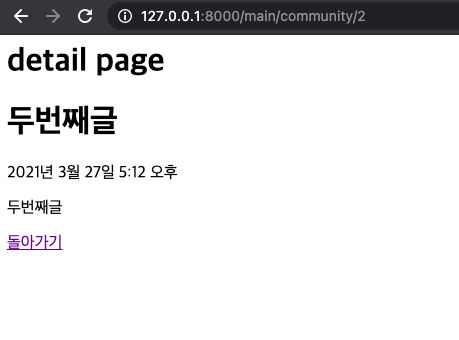 127.0.0.1:8000/main/community/2
detail page
두번째글
2021년 3월 27일 5:12 오후
두번째글
돌아가기